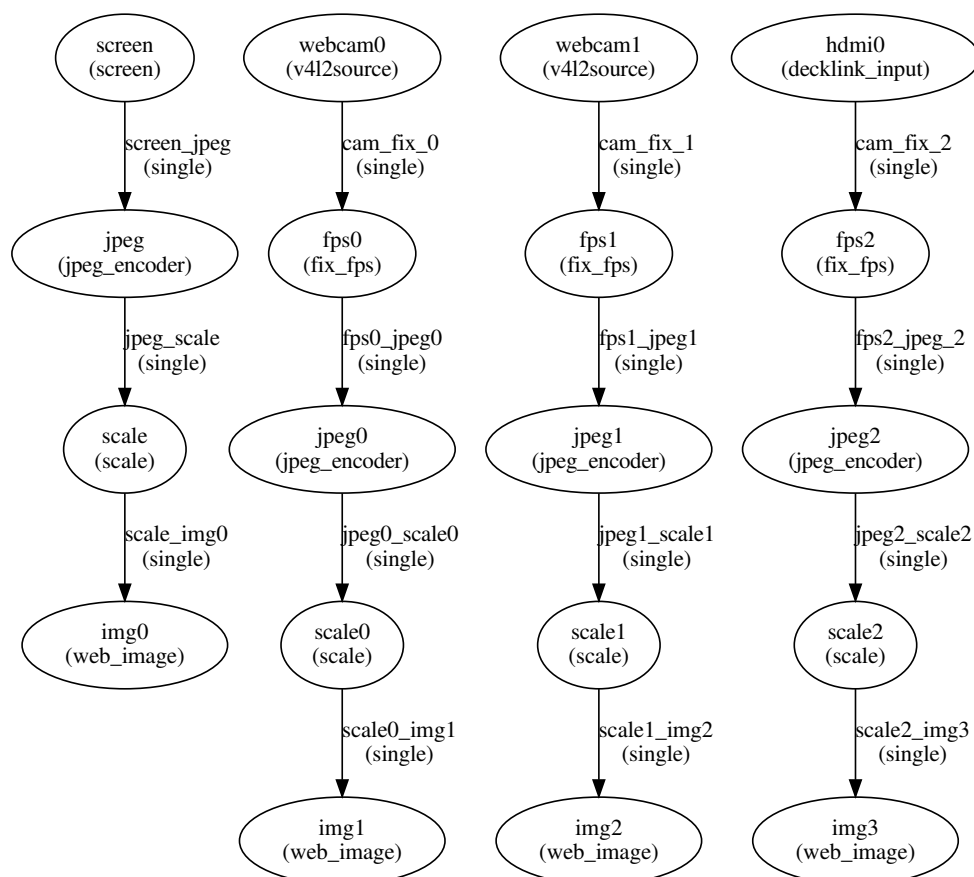 screen
(screen)
webcam0
(v4l2source)
webcam1
(v4l2source)
hdmi0
(decklink_input)
screen_jpeg
(single)
cam_fix_0
(single)
cam_fix_1
(single)
cam_fix_2
(single)
jpeg
(jpeg_encoder)
fps0
(fix_fps)
fps1
(fix_fps)
fps2
(fix_fps)
jpeg_scale
(single)
fps0_jpeg0
(single)
fps1_jpeg1
(single)
fps2_jpeg_2
(single)
scale
(scale)
jpeg0
(jpeg_encoder)
jpeg1
(jpeg_encoder)
jpeg2
(jpeg_encoder)
scale_img0
(single)
jpeg0_scale0
(single)
jpeg1_scale1
(single)
jpeg2_scale2
(single)
img0
(web_image)
scale0
(scale)
scale1
(scale)
scale2
(scale)
scale0_img1
(single)
scale1_img2
(single)
scale2_img3
(single)
img1
(web_image)
img2
(web_image)
img3
(web_image)